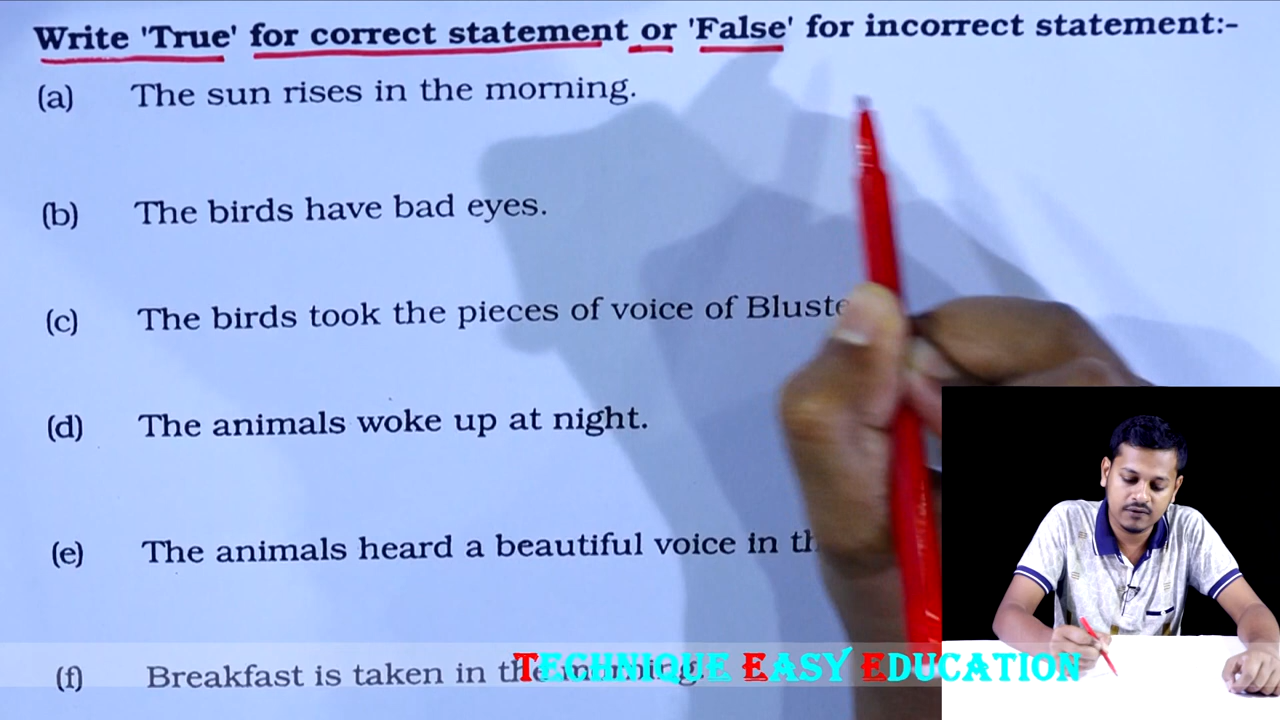 Write 'True' for correct statement or 'False' for incorrect statement:-
(a) The sun rises in the morning.
(b) The birds have bad eyes.
(c) The birds took the pieces of voice of
(d) The animals woke up at night.
(e) The animals heard a beautiful voice in
(f) Breakfast is taken in the morning.
TECHNIQUE EASY EDUCATION